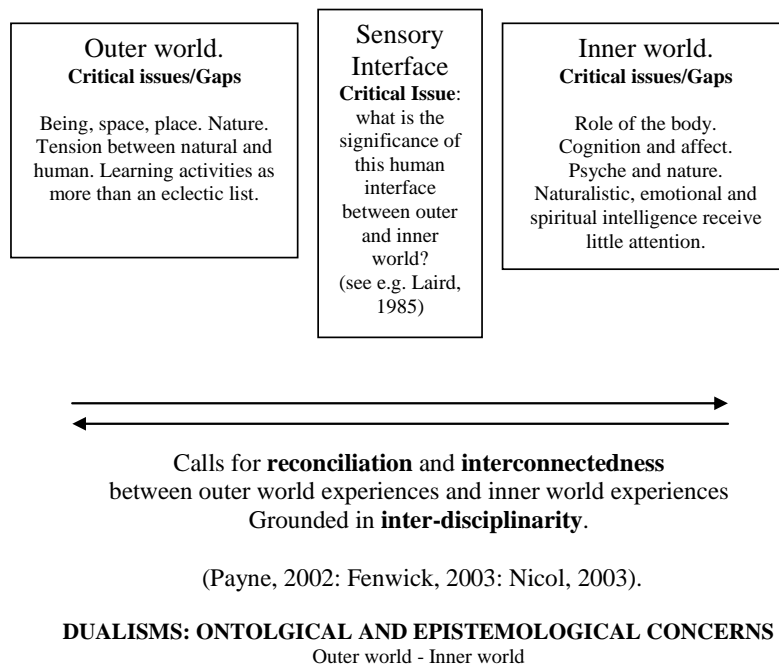 Outer world.
Critical issues/Gaps
Being, space, place. Nature.
Tension between natural and
human. Learning activities as
more than an eclectic list.
Sensory
Interface
Critical Issue:
what is the
significance of
this human
interface
between outer
and inner
world?
(see e.g. Laird,
1985)
Inner world.
Critical issues/Gaps
Role of the body.
Cognition and affect.
Psyche and nature.
Naturalistic, emotional and
spiritual intelligence receive
little attention.
Calls for reconciliation and interconnectedness
between outer world experiences and inner world experiences
Grounded in inter-disciplinarity.
(Payne, 2002: Fenwick, 2003: Nicol, 2003).
DUALISMS: ONTOLGICAL AND EPISTEMOLOGICAL CONCERNS
Outer world - Inner world